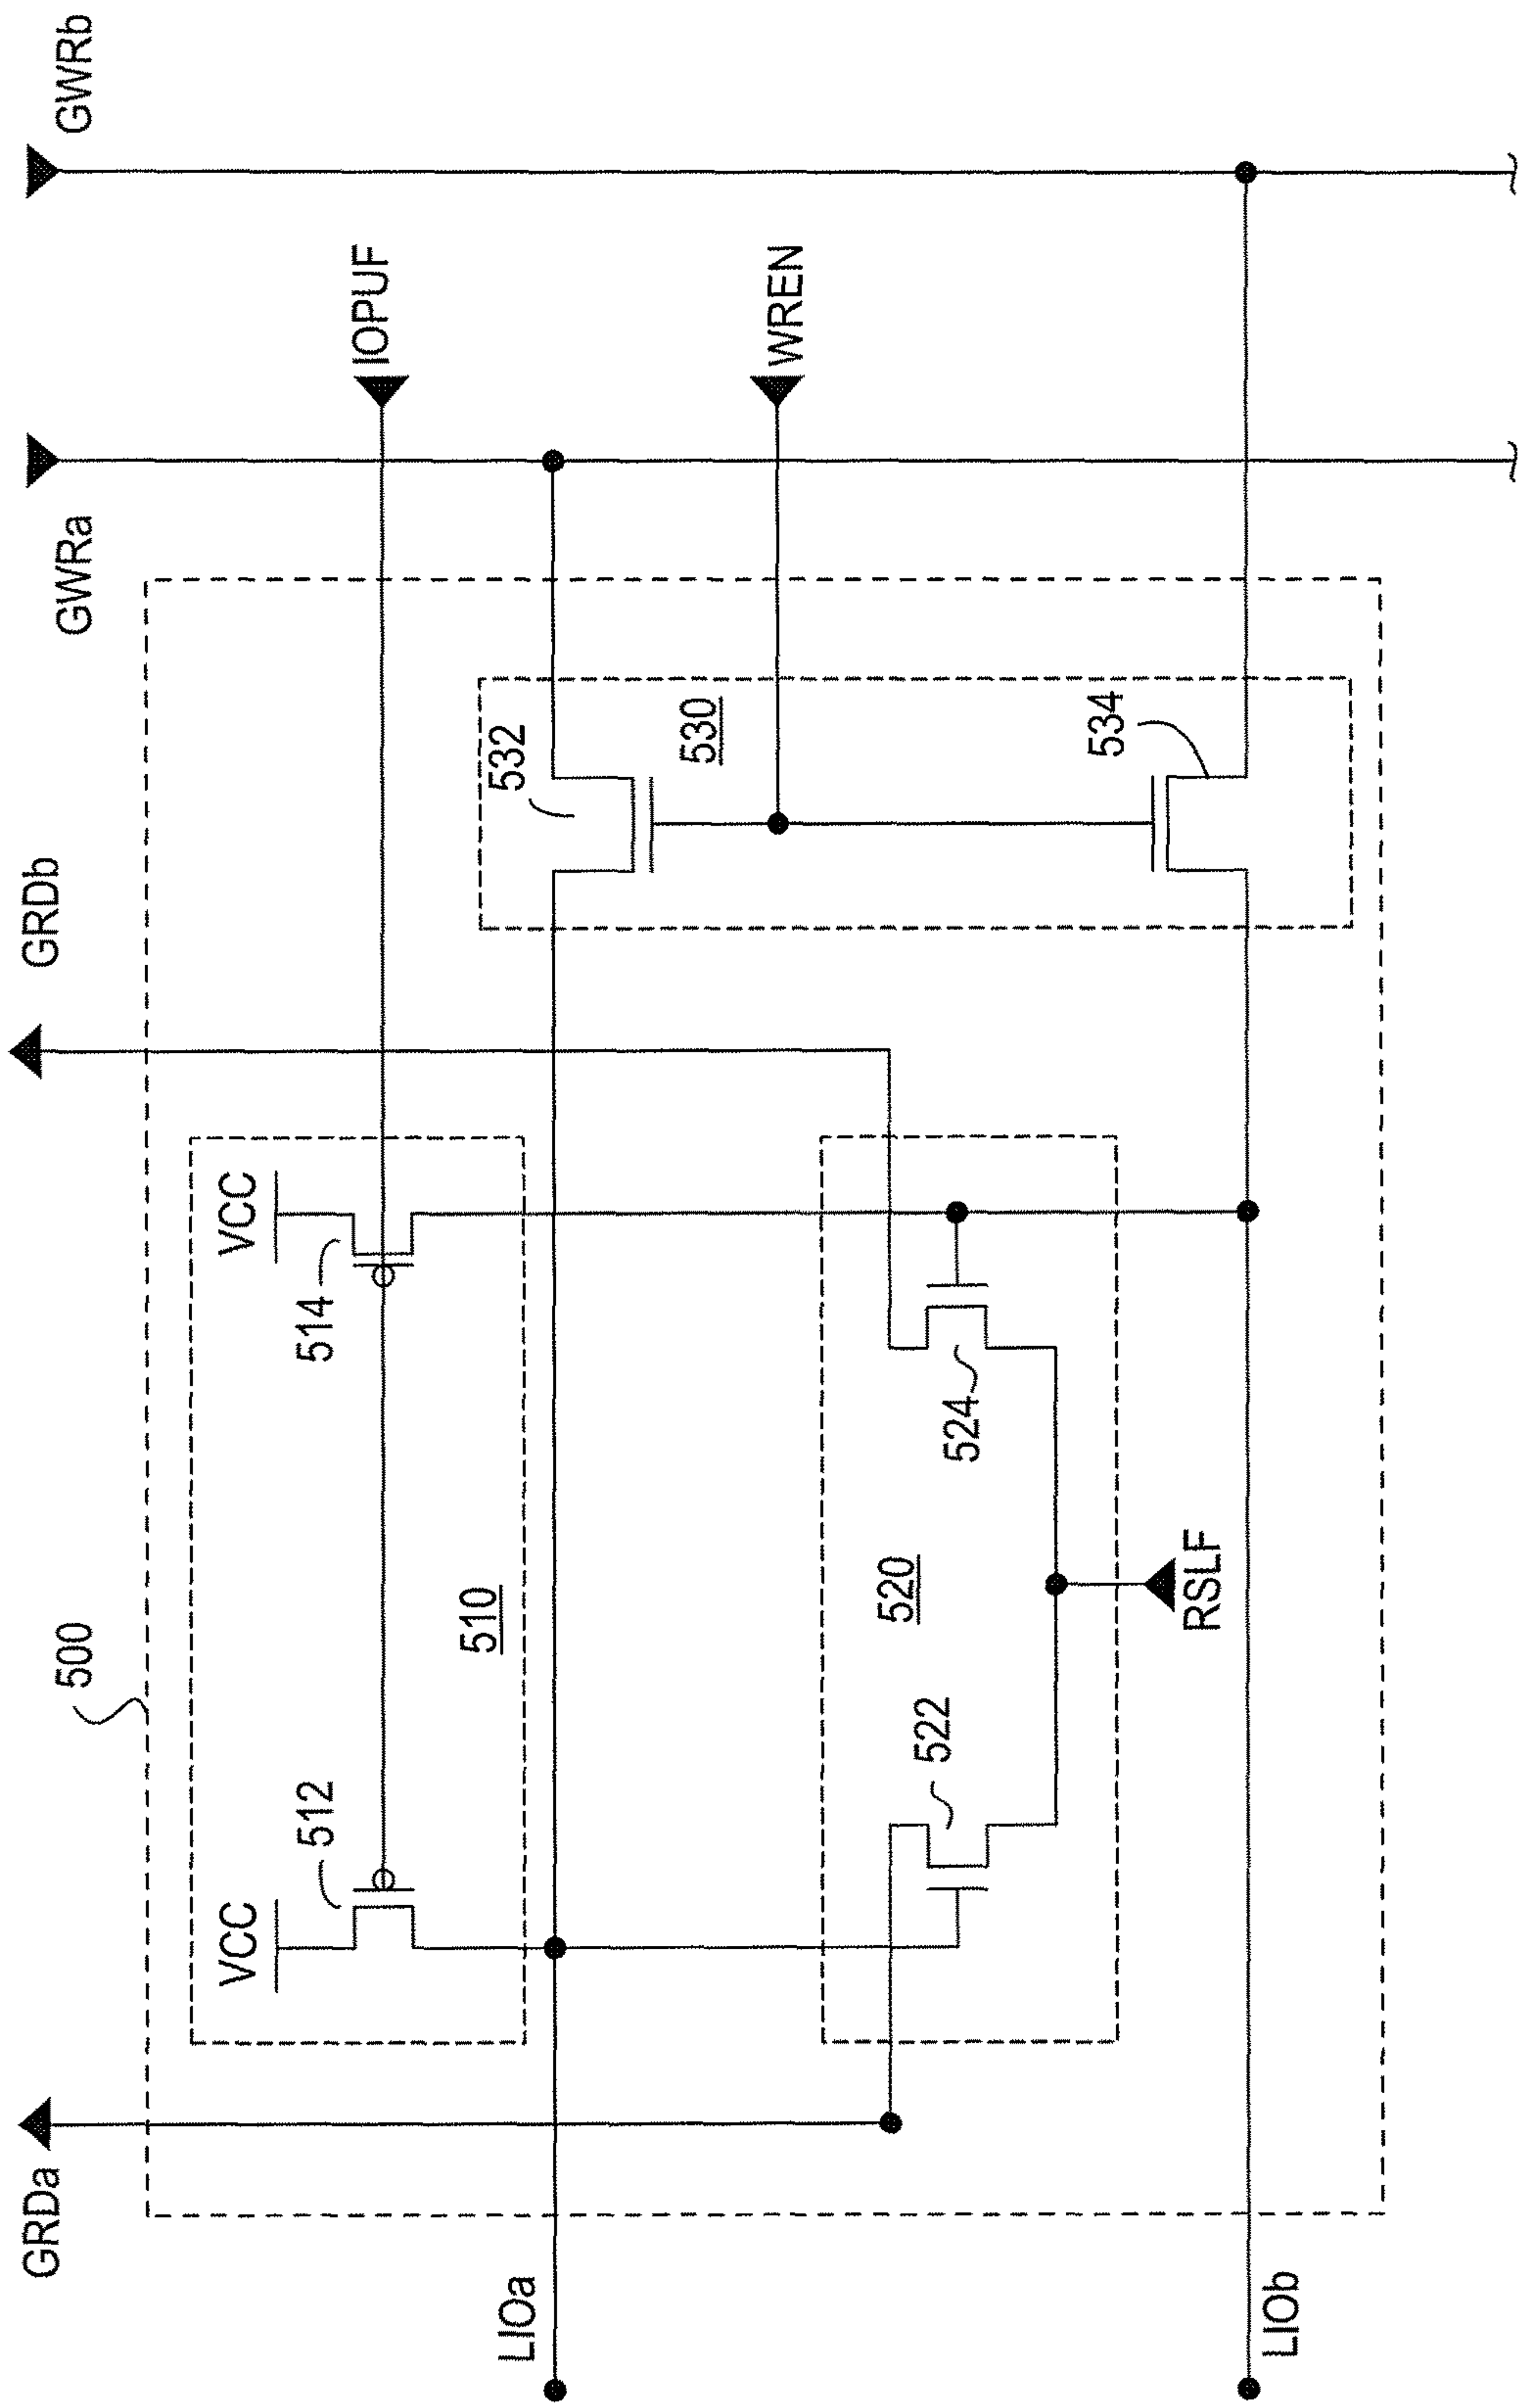 GRDa
GRDb
GWRa
GWRb
500
VCC
VCC
512
514
IOPUF
510
LIOa
532
530
WREN
522
520
524
534
RSLF
LIOb